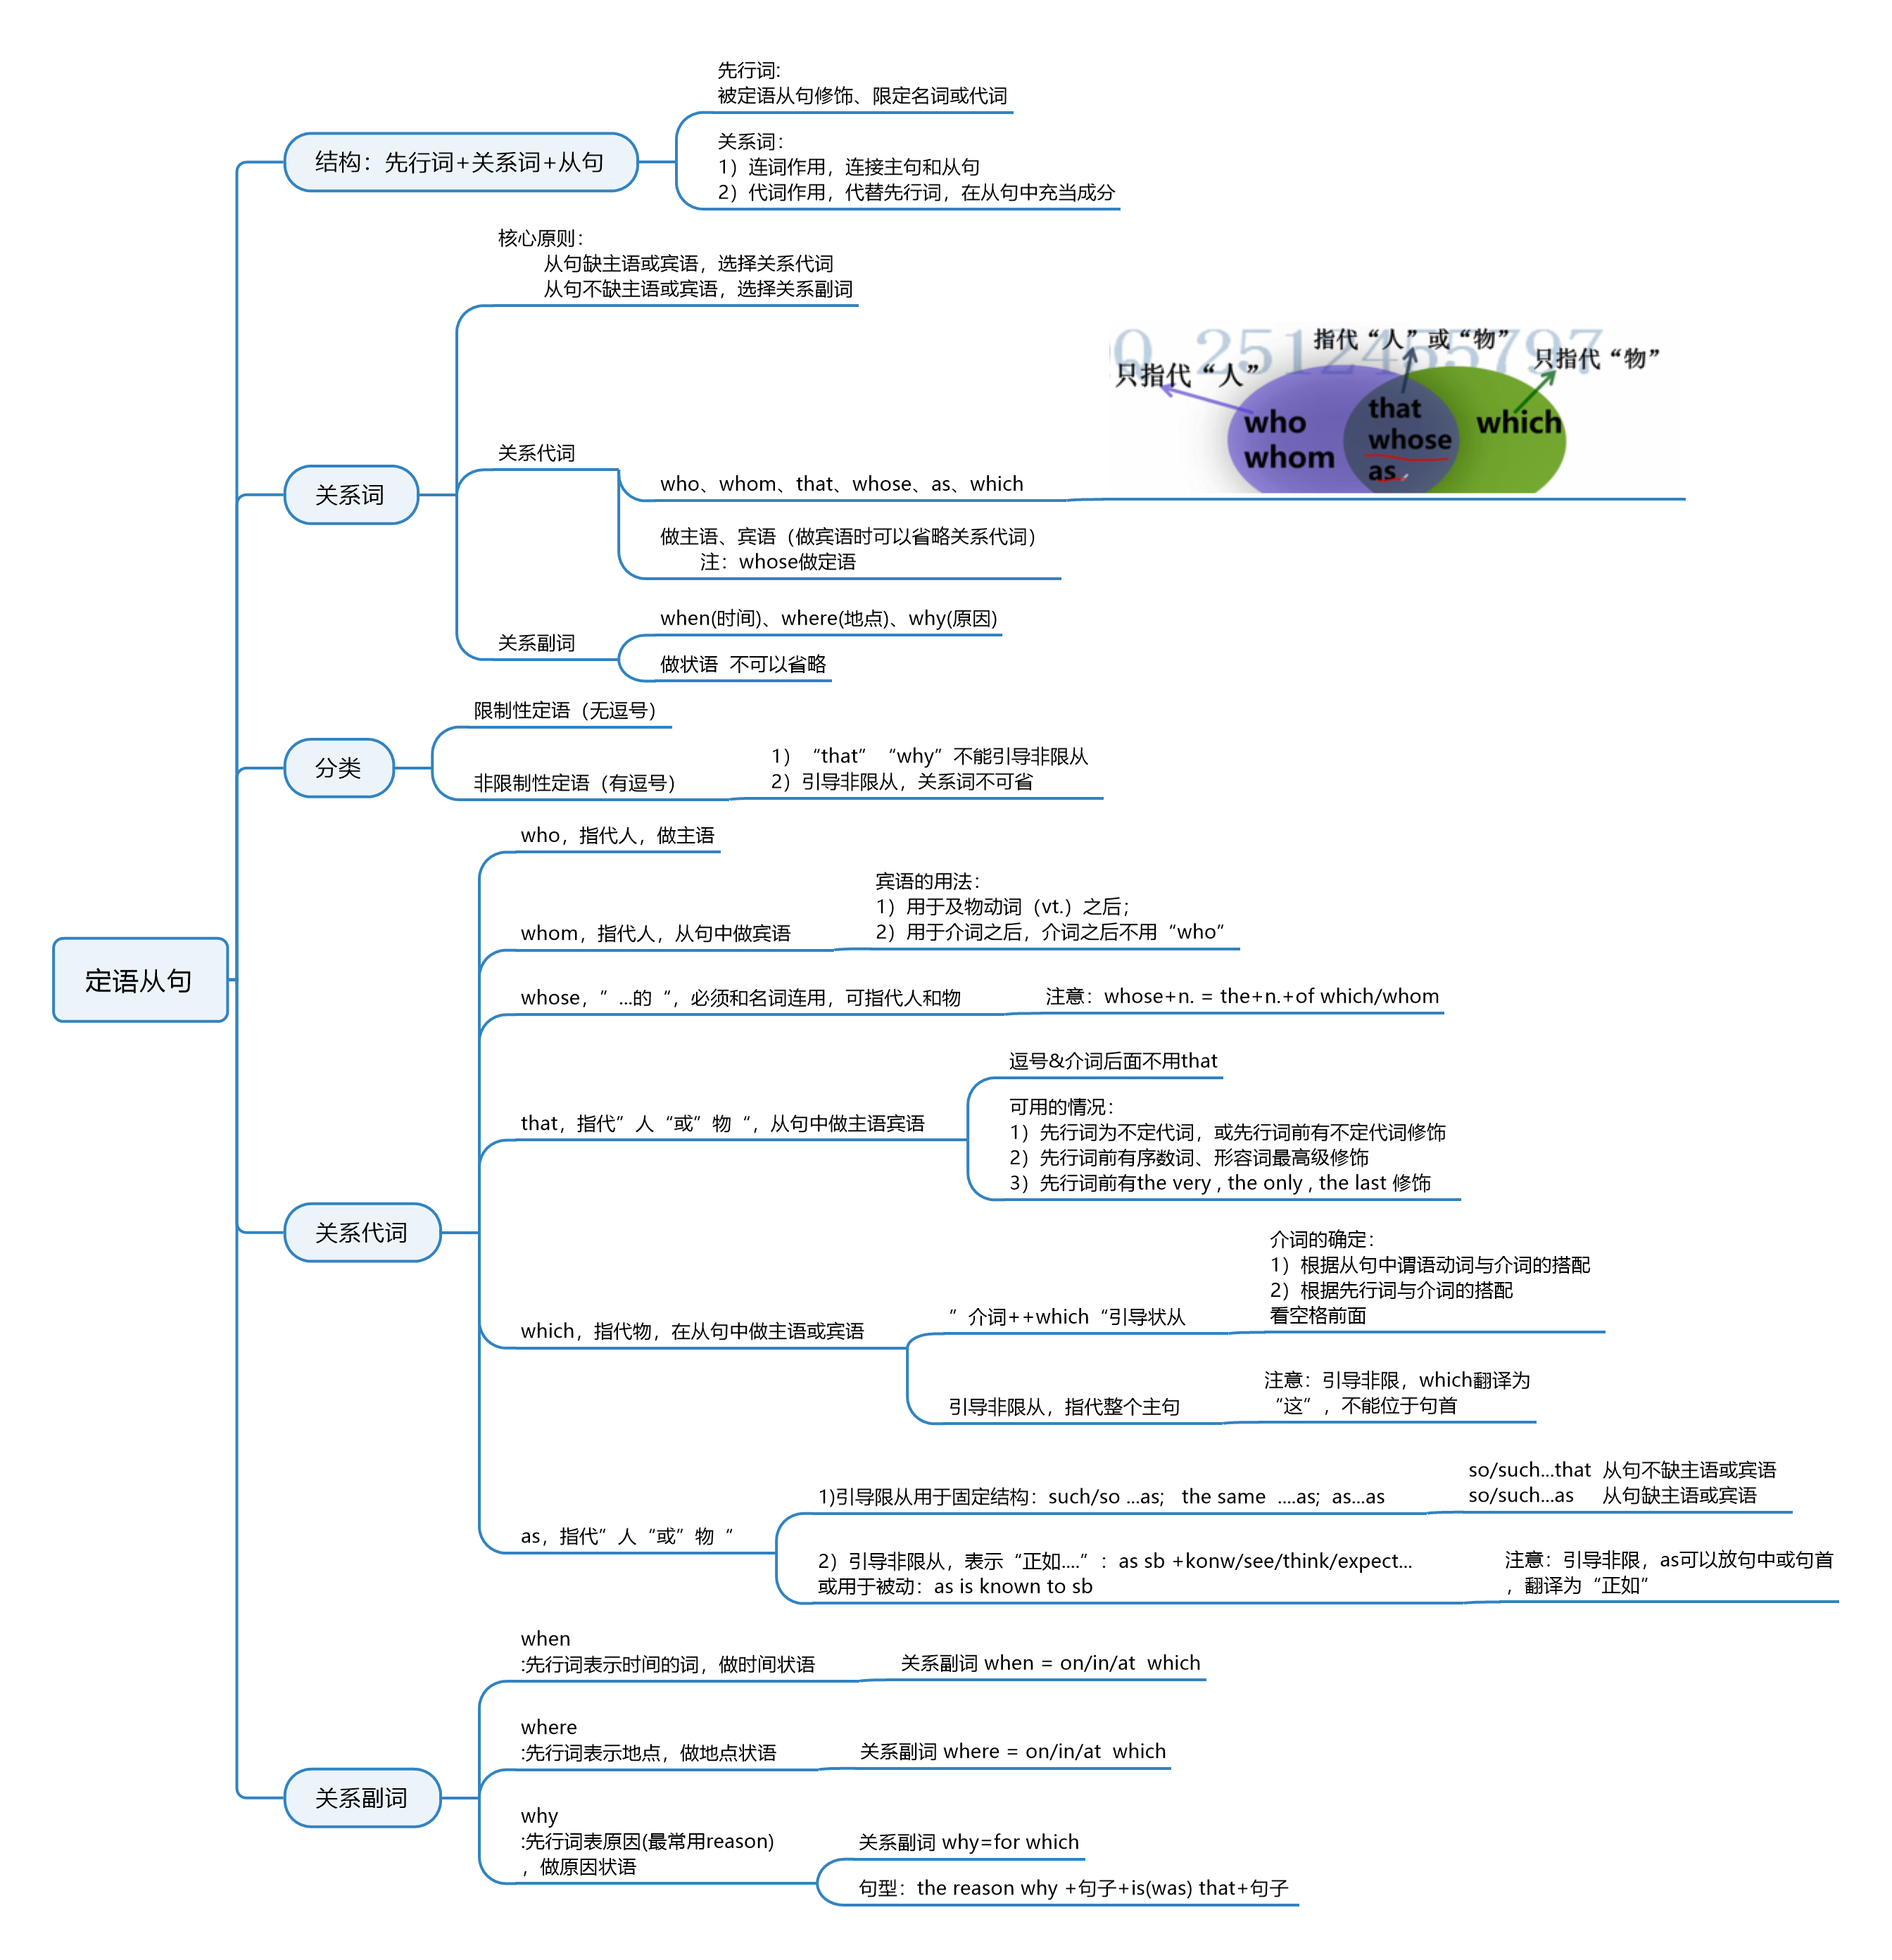 先行词:
被定语从句修饰、限定名词或代词
结构：先行词+关系词+从句
关系词：
1）连词作用，连接主句和从句
2）代词作用，代替先行词，在从句中充当成分
核心原则：
从句缺主语或宾语，选择关系代词
从句不缺主语或宾语，选择关系副词
0.2512455797
指代“人”或“物”
只指代“人”
只指代“物”
who
whom
that
whose
as
which
关系代词
who、whom、that、whose、as、which
关系词
做主语、宾语（做宾语时可以省略关系代词）
注：whose做定语
when(时间)、where(地点)、why(原因)
关系副词
做状语 不可以省略
限制性定语（无逗号）
分类
非限制性定语（有逗号）
1）“that” “why”不能引导非限从
2）引导非限从，关系词不可省
who，指代人，做主语
宾语的用法：
1）用于及物动词（vt.）之后；
2）用于介词之后，介词之后不用“who”
whom，指代人，从句中做宾语
定语从句
whose，”...的“，必须和名词连用，可指代人和物
注意：whose+n. = the+n.+of which/whom
逗号&介词后面不用that
that，指代”人“或”物“，从句中做主语宾语
可用的情况：
1）先行词为不定代词，或先行词前有不定代词修饰
2）先行词前有序数词、形容词最高级修饰
3）先行词前有the very , the only , the last 修饰
关系代词
介词的确定：
1）根据从句中谓语动词与介词的搭配
2）根据先行词与介词的搭配
看空格前面
”介词++which“引导状从
which，指代物，在从句中做主语或宾语
引导非限从，指代整个主句
注意：引导非限，which翻译为
“这”，不能位于句首
so/such...that 从句不缺主语或宾语
so/such...as 从句缺主语或宾语
1)引导限从用于固定结构：such/so ...as; the same ....as; as...as
as，指代”人“或”物“
2）引导非限从，表示“正如....”：as sb +konw/see/think/expect...
或用于被动：as is known to sb
注意：引导非限，as可以放句中或句首
，翻译为“正如”
when
:先行词表示时间的词，做时间状语
关系副词 when = on/in/at which
where
:先行词表示地点，做地点状语
关系副词 where = on/in/at which
关系副词
why
:先行词表原因(最常用reason)
，做原因状语
关系副词 why=for which
句型：the reason why +句子+is(was) that+句子